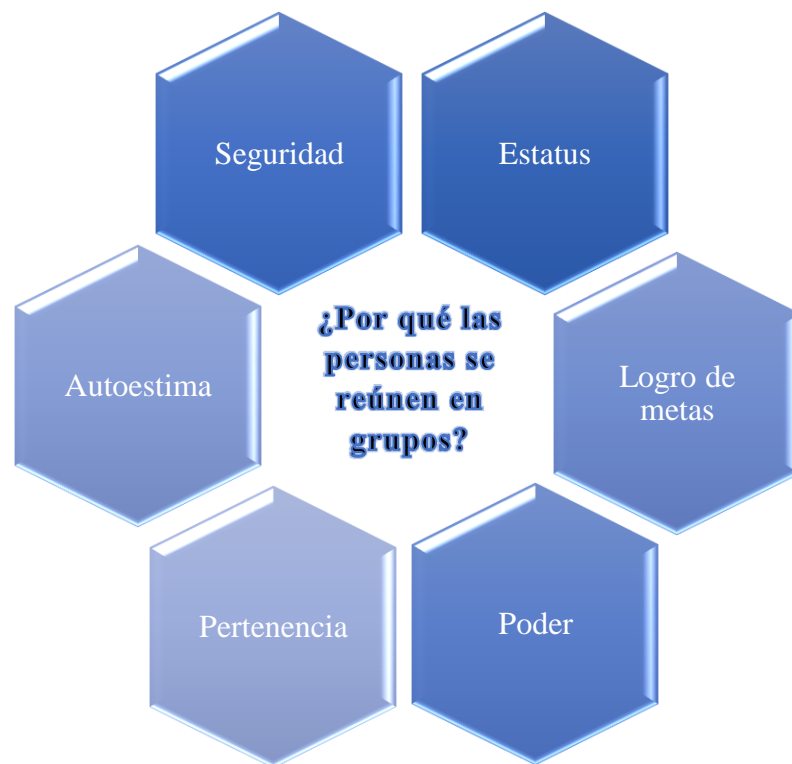 Seguridad
Estatus
¿Por qué las
personas se
reúnen en
grupos?
Autoestima
Logro de
metas
Pertenencia
Poder